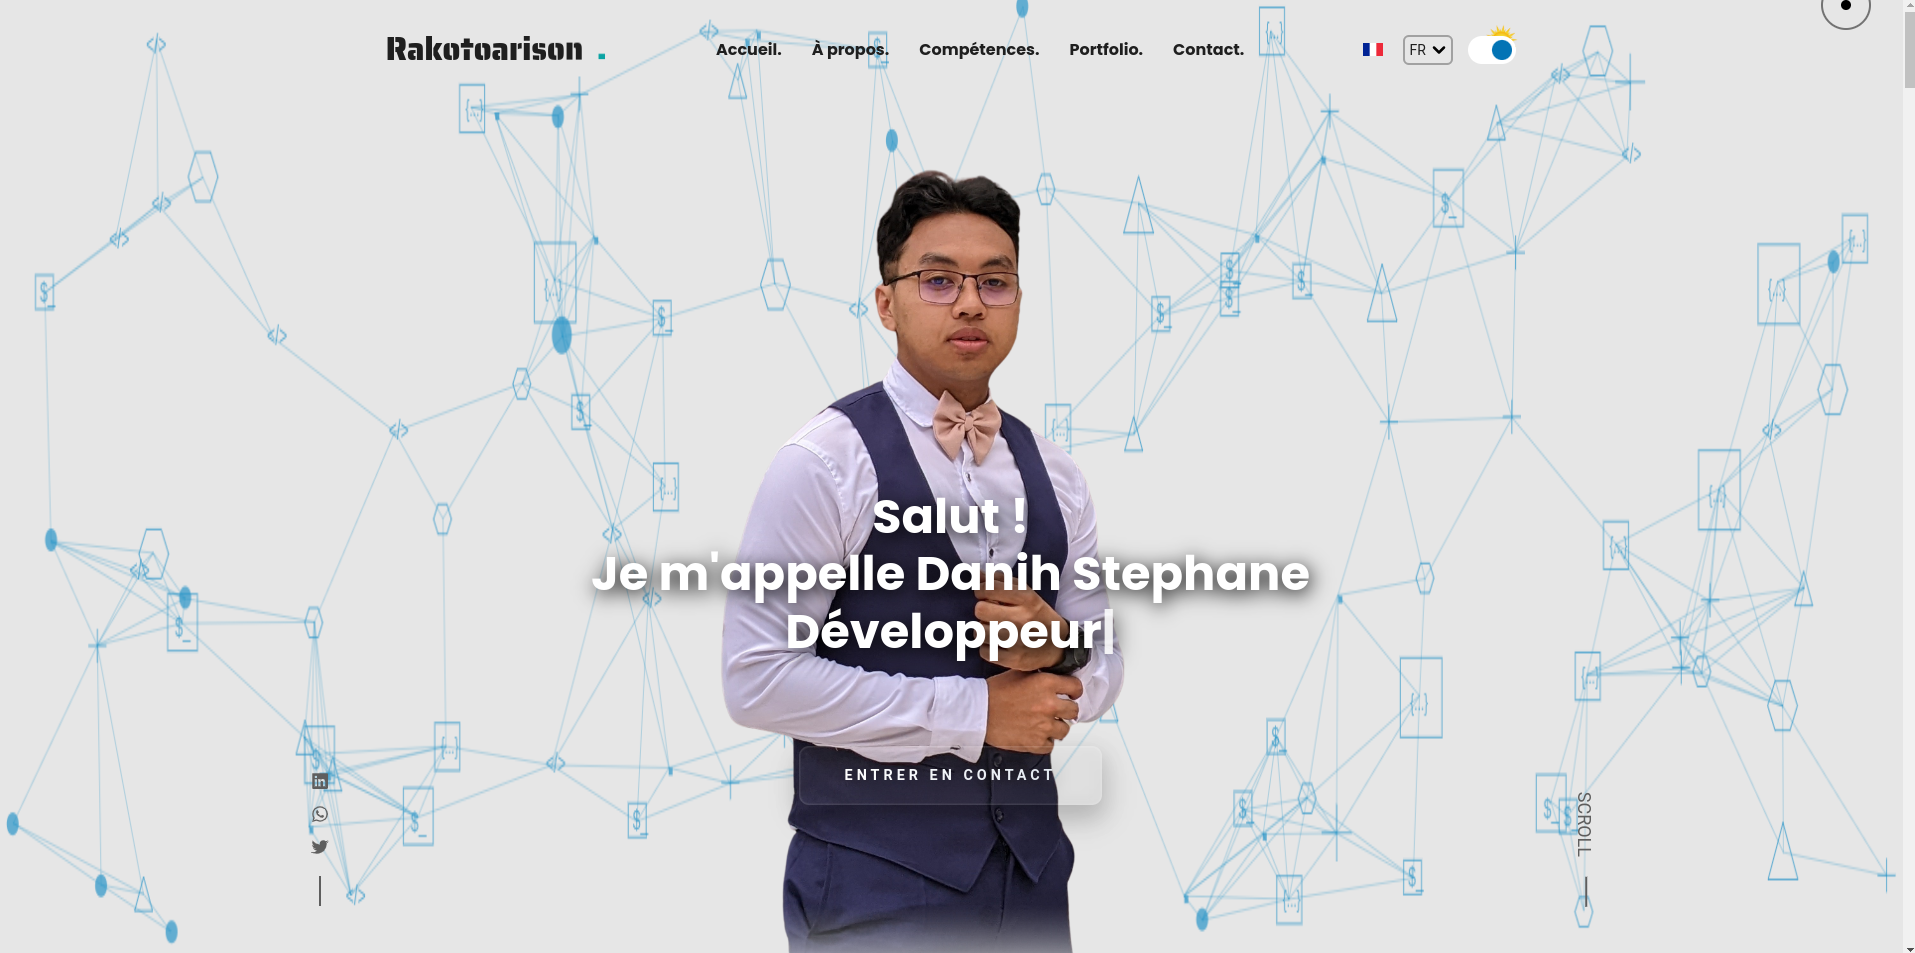 Rakotoarison .
Accueil. À propos. Compétences. Portfolio. Contact.
FR
Salut !
Je m'appelle Danih Stephane
Développeur|
ENTRER EN CONTACT
SCROLL